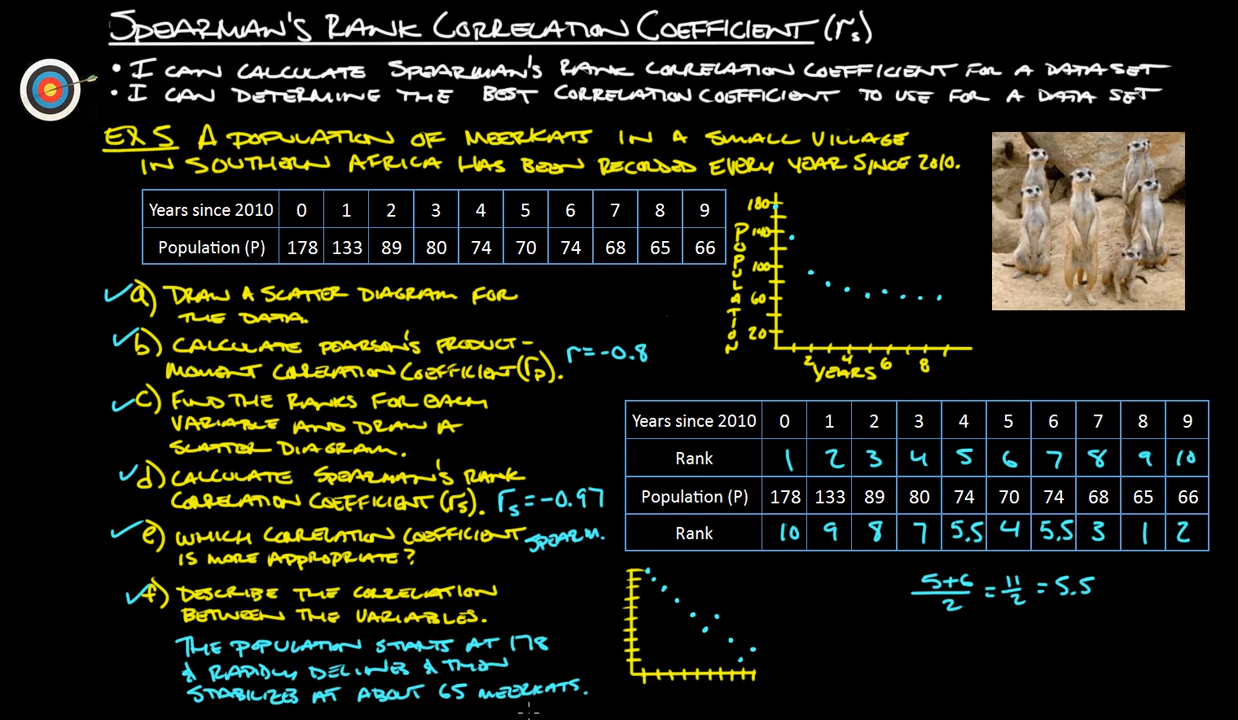 SPEARMAN'S RANK CORRELATION COEFFICIENT (rs)
• I CAN CALCULATE SPEARMAN'S RANK CORRELATION COEFFICIENT FOR A DATA SET
• I CAN DETERMINE THE BEST CORRELATION COEFFICIENT TO USE FOR A DATA SET
EX 5 A POPULATION OF MEERKATS IN A SMALL VILLAGE
IN SOUTHERN AFRICA HAS BEEN RECORDED EVERY YEAR SINCE 2010.
Years since 2010 0 1 2 3 4 5 6 7 8 9
Population (P) 178 133 89 80 74 70 74 68 65 66
a) DRAW A SCATTER DIAGRAM FOR
THE DATA.
b) CALCULATE PEARSON'S PRODUCT-
MOMENT CORRELATION COEFFICIENT (rp). r=-0.8
c) FIND THE RANKS FOR EACH
VARIABLE AND DRAW A
SCATTER DIAGRAM.
d) CALCULATE SPEARMAN'S RANK
CORRELATION COEFFICIENT (rs). rs=-0.97
e) WHICH CORRELATION COEFFICIENT SPEARM.
IS MORE APPROPRIATE?
f) DESCRIBE THE CORRELATION
BETWEEN THE VARIABLES.
THE POPULATION STARTS AT 178
& RAPIDLY DELINES & THEN
STABILIZES AT ABOUT 65 MEERKATS.
POPULATION
180
140
100
60
20
2 4 6 8
YEARS
Years since 2010 0 1 2 3 4 5 6 7 8 9
Rank 1 2 3 4 5 6 7 8 9 10
Population (P) 178 133 89 80 74 70 74 68 65 66
Rank 10 9 8 7 5.5 4 5.5 3 1 2
5+6/2 = 11/2 = 5.5